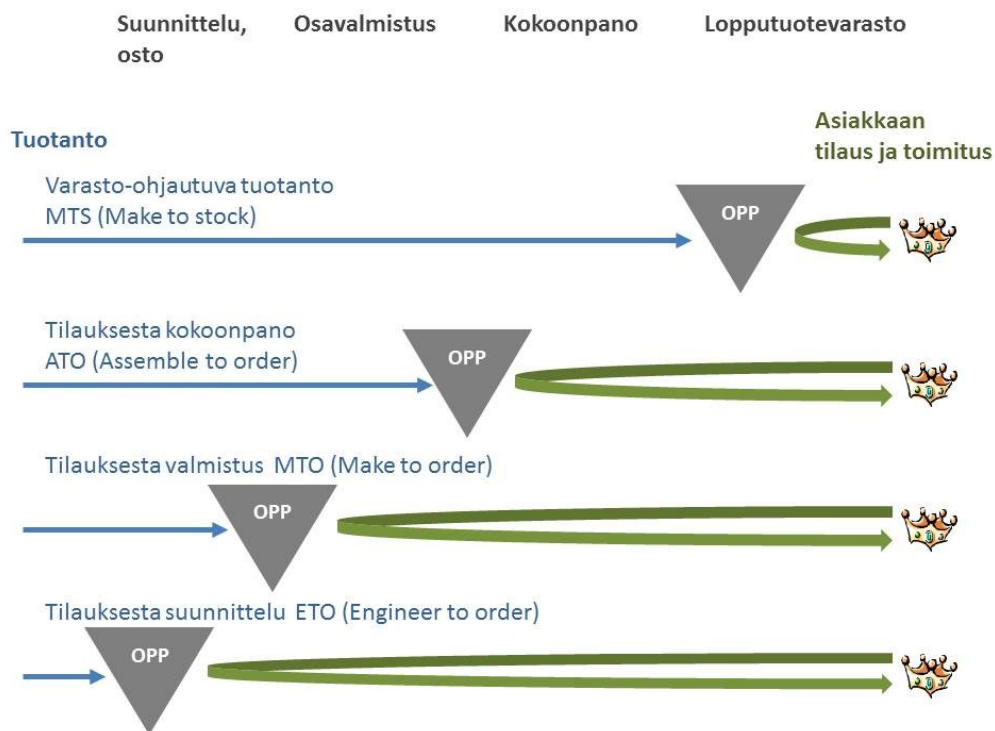 Suunnittelu,
osto
Osavalmistus
Kokoonpano
Lopputuotevarasto
Tuotanto
Asiakkaan
tilaus ja toimitus
Varasto-ohjautuva tuotanto
MTS (Make to stock)
OPP
Tilauksesta kokoonpano
ATO (Assemble to order)
OPP
Tilauksesta valmistus MTO (Make to order)
OPP
Tilauksesta suunnittelu ETO (Engineer to order)
OPP